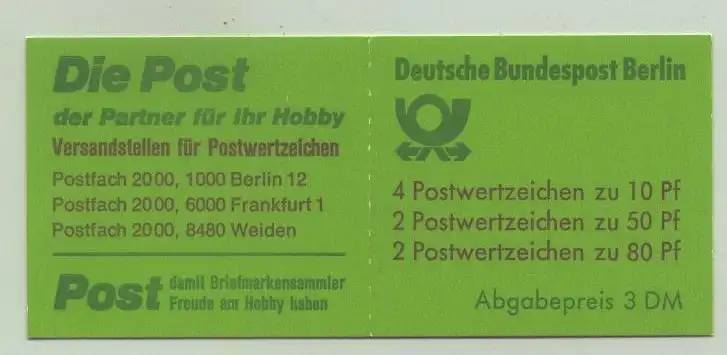 Die Post
der Partner für Ihr Hobby
Versandstellen für Postwertzeichen
Postfach 2000, 1000 Berlin 12
Postfach 2000, 6000 Frankfurt 1
Postfach 2000, 8480 Weiden
Post damit Briefmarkensammler
Freude am Hobby haben
Deutsche Bundespost Berlin
4 Postwertzeichen zu 10 Pf
2 Postwertzeichen zu 50 Pf
2 Postwertzeichen zu 80 Pf
Abgabepreis 3 DM